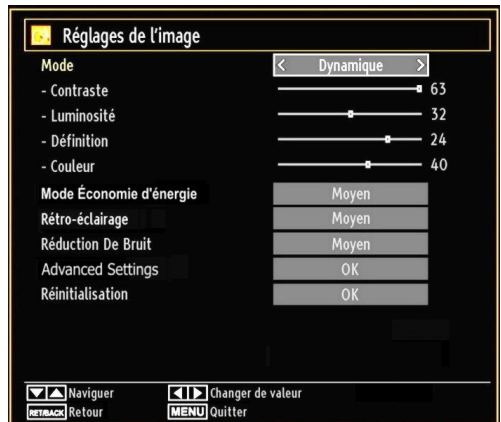 Réglages de l'image
Mode < Dynamique >
- Contraste 63
- Luminosité 32
- Définition 24
- Couleur 40
Mode Économie d'énergie Moyen
Rétro-éclairage Moyen
Réduction De Bruit Moyen
Advanced Settings OK
Réinitialisation OK
Naviguer Changer de valeur
RET/BACK Retour MENU Quitter